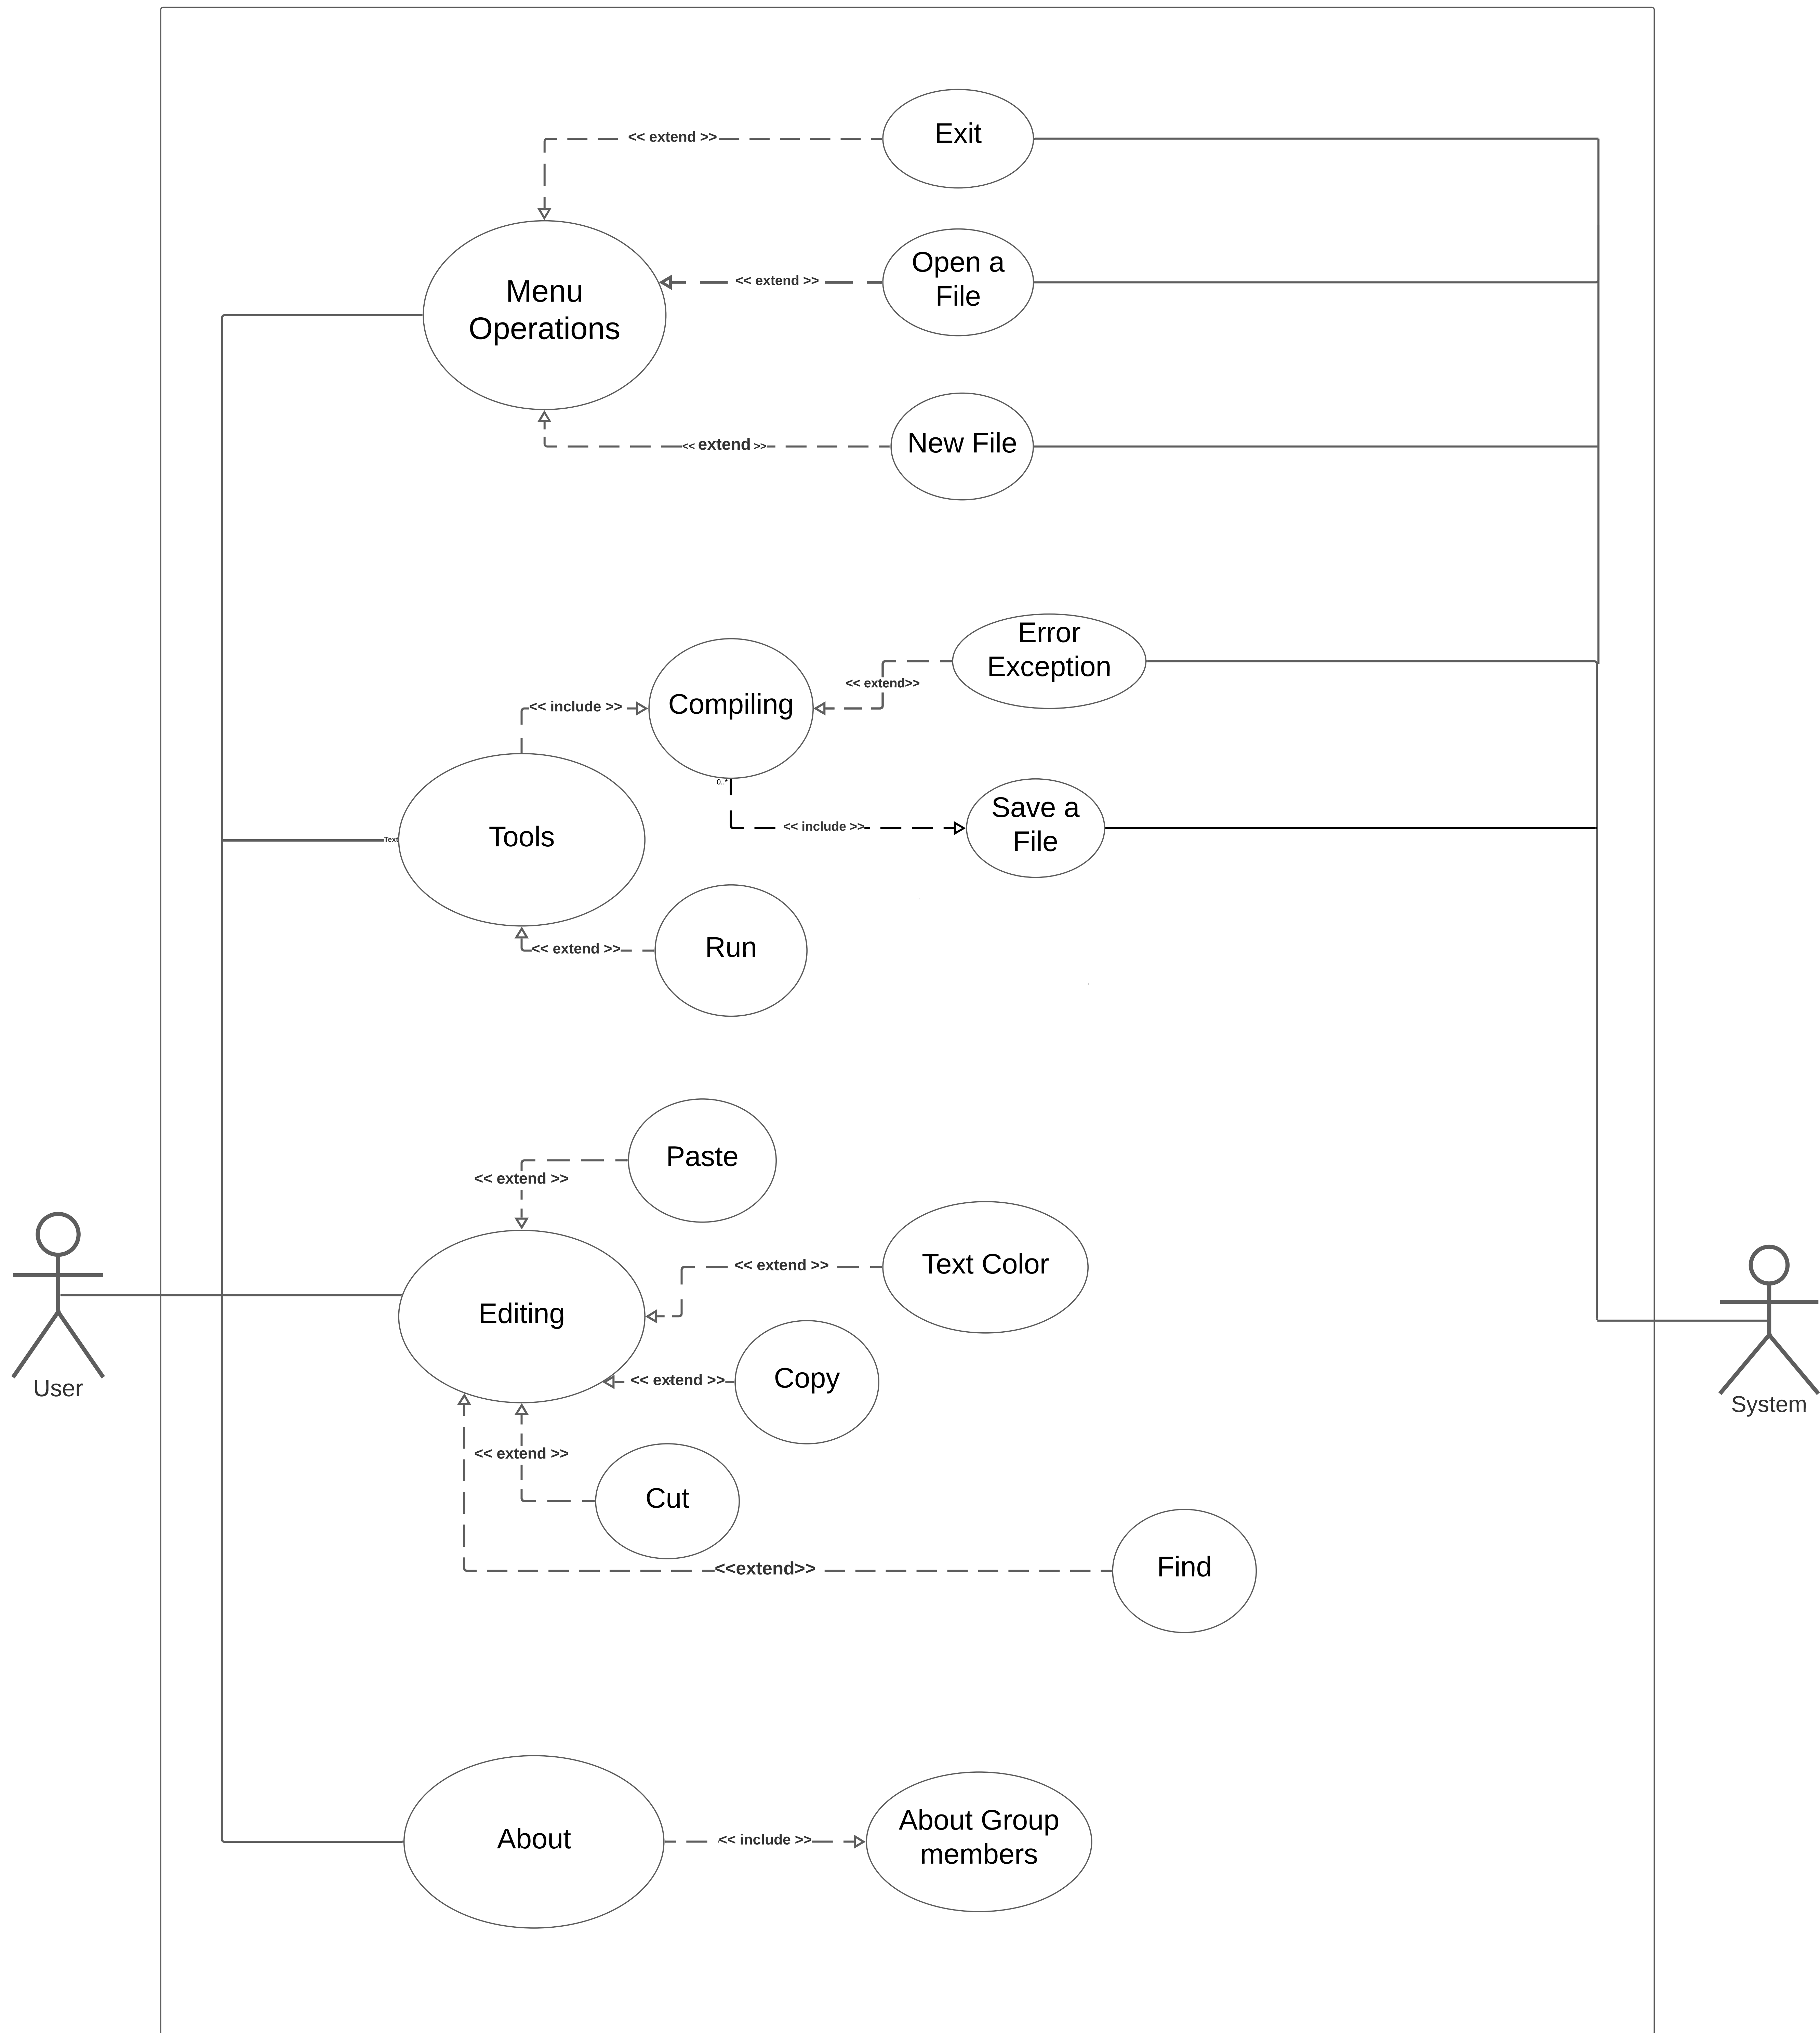 Exit
<< extend >>
Open a
File
<< extend >>
Menu
Operations
New File
<< extend >>
Error
Exception
<< extend>>
Compiling
<< include >>
0..*
Save a
File
<< include >>
Tools
Text
Run
<< extend >>
Paste
<< extend >>
Text Color
<< extend >>
Editing
Copy
<< extend >>
User
System
<< extend >>
Cut
Find
<<extend>>
About
<< include >>
About Group
members